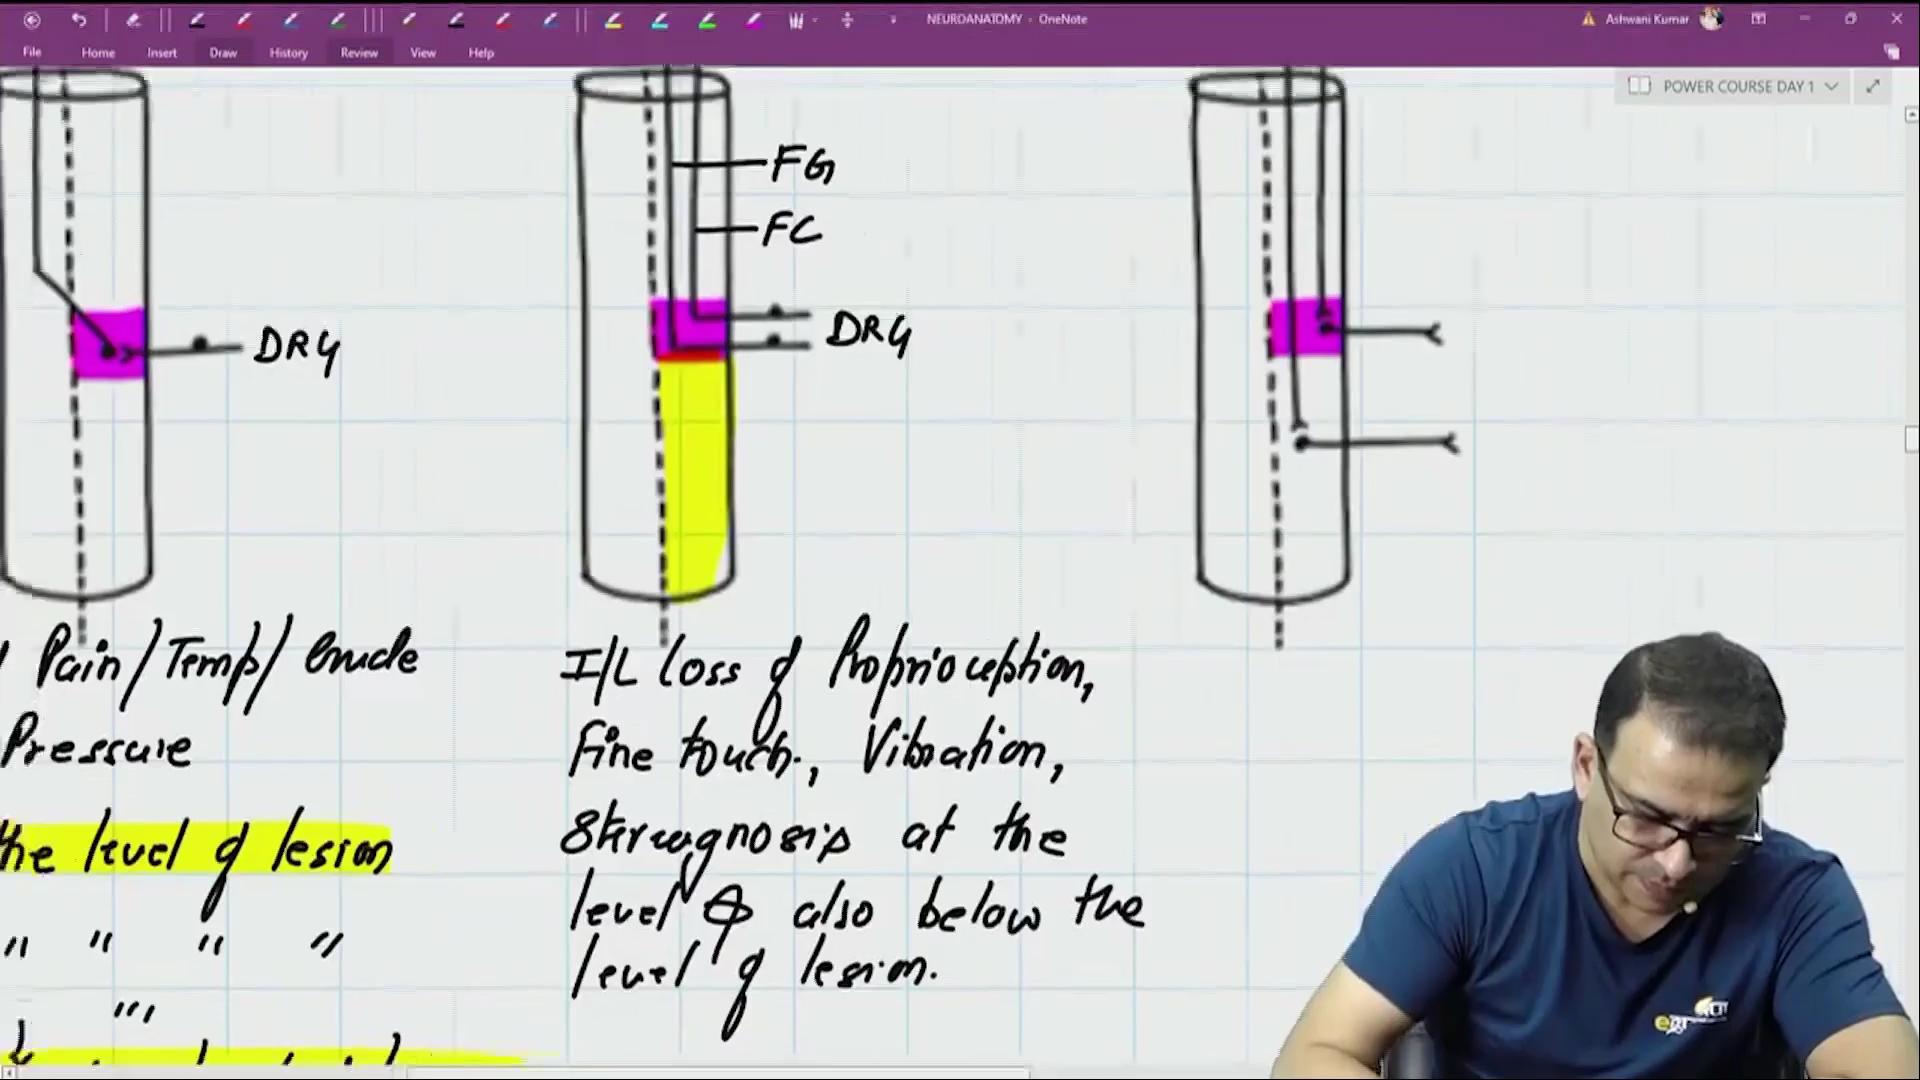 NEUROANATOMY - OneNote
Ashwani Kumar
File Home Insert Draw History Review View Help
POWER COURSE DAY 1
FG
FC
DRG
DRG
Pain/Temp/Crude
Pressure
the level of lesion
" " " "
"'
I/L loss of Proprioception,
fine touch, Vibration,
Stereognosis at the
level & also below the
level of lesion.